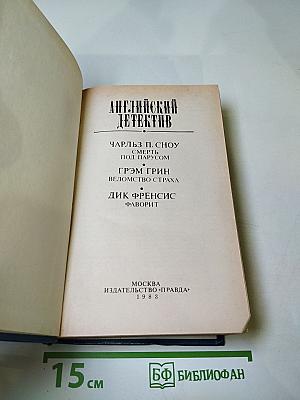 АНГЛИЙСКИЙ
ДЕТЕКТИВ
ЧАРЛЬЗ П. СНОУ
СМЕРТЬ
ПОД ПАРУСОМ
ГРЭМ ГРИН
ВЕДОМСТВО СТРАХА
ДИК ФРЕНСИС
ФАВОРИТ
МОСКВА
ИЗДАТЕЛЬСТВО «ПРАВДА»
1983
15 см
БФ БИБЛИОФАН